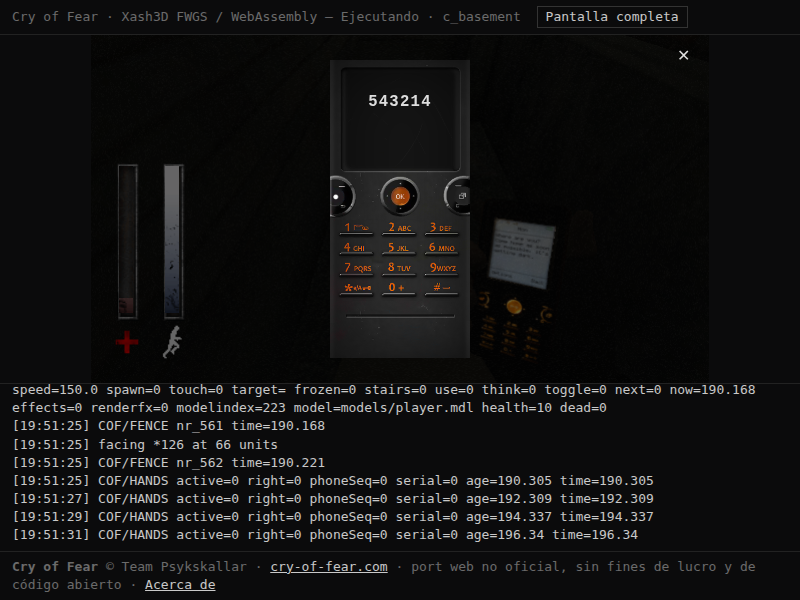 Cry of Fear · Xash3D FWGS / WebAssembly — Ejecutando · c_basement Pantalla completa
×
543214
OK
1
2 ABC
3 DEF
4 GHI
5 JKL
6 MNO
7 PQRS
8 TUV
9 WXYZ
*
0 +
#
speed=150.0 spawn=0 touch=0 target= frozen=0 stairs=0 use=0 think=0 toggle=0 next=0 now=190.168
effects=0 renderfx=0 modelindex=223 model=models/player.mdl health=10 dead=0
[19:51:25] COF/FENCE nr_561 time=190.168
[19:51:25] facing *126 at 66 units
[19:51:25] COF/FENCE nr_562 time=190.221
[19:51:25] COF/HANDS active=0 right=0 phoneSeq=0 serial=0 age=190.305 time=190.305
[19:51:27] COF/HANDS active=0 right=0 phoneSeq=0 serial=0 age=192.309 time=192.309
[19:51:29] COF/HANDS active=0 right=0 phoneSeq=0 serial=0 age=194.337 time=194.337
[19:51:31] COF/HANDS active=0 right=0 phoneSeq=0 serial=0 age=196.34 time=196.34
Cry of Fear © Team Psykskallar · cry-of-fear.com · port web no oficial, sin fines de lucro y de
código abierto · Acerca de